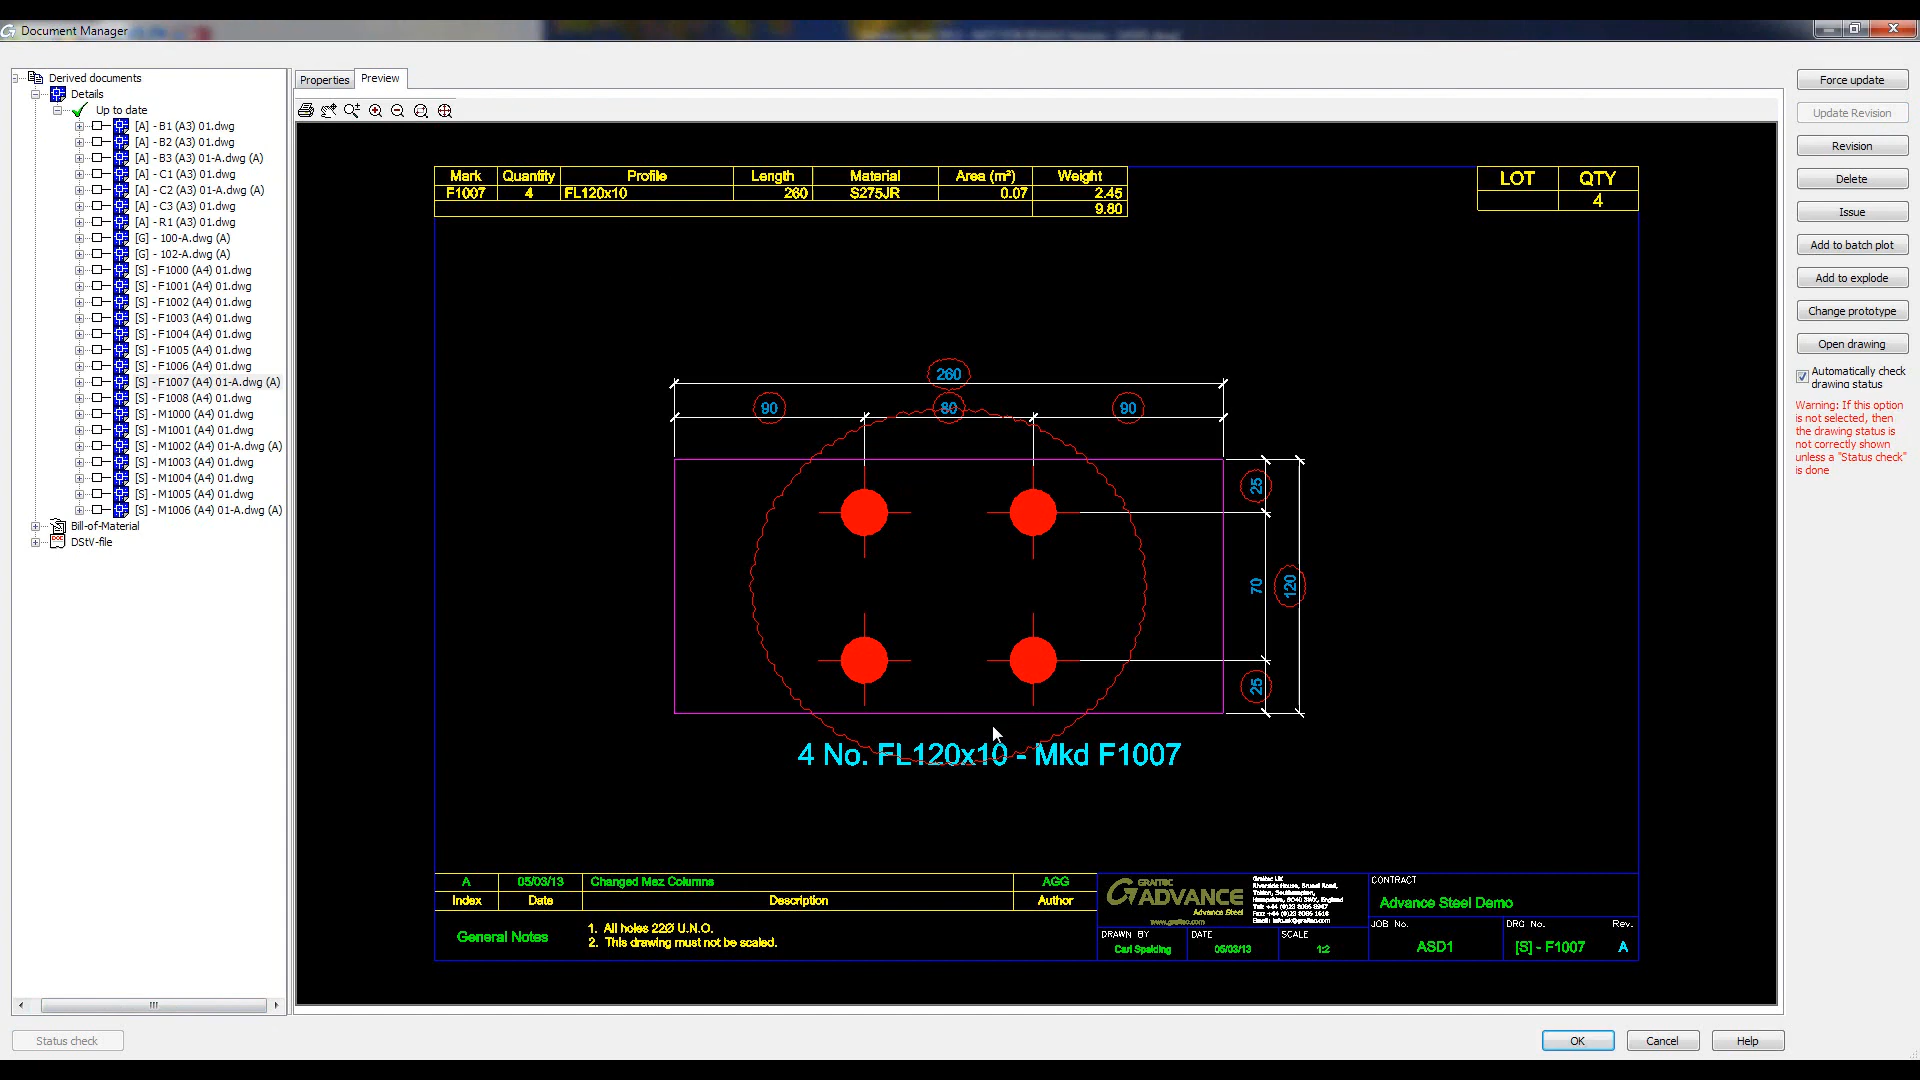 Document Manager
Derived documents
Details
Up to date
[A] - B1 (A3) 01.dwg
[A] - B2 (A3) 01.dwg
[A] - B3 (A3) 01-A.dwg (A)
[A] - C1 (A3) 01.dwg
[A] - C2 (A3) 01-A.dwg (A)
[A] - C3 (A3) 01.dwg
[A] - R1 (A3) 01.dwg
[G] - 100-A.dwg (A)
[G] - 102-A.dwg (A)
[S] - F1000 (A4) 01.dwg
[S] - F1001 (A4) 01.dwg
[S] - F1002 (A4) 01.dwg
[S] - F1003 (A4) 01.dwg
[S] - F1004 (A4) 01.dwg
[S] - F1005 (A4) 01.dwg
[S] - F1006 (A4) 01.dwg
[S] - F1007 (A4) 01-A.dwg (A)
[S] - F1008 (A4) 01.dwg
[S] - M1000 (A4) 01.dwg
[S] - M1001 (A4) 01.dwg
[S] - M1002 (A4) 01-A.dwg (A)
[S] - M1003 (A4) 01.dwg
[S] - M1004 (A4) 01.dwg
[S] - M1005 (A4) 01.dwg
[S] - M1006 (A4) 01-A.dwg (A)
Bill-of-Material
DStV-file
Status check
Properties Preview
Mark Quantity Profile Length Material Area (m²) Weight
F1007 4 FL120x10 260 S275JR 0.07 2.45
9.80
LOT QTY
4
260
90 80 90
25
70 120
25
4 No. FL120x10 - Mkd F1007
A 05/03/13 Changed Mez Columns AGG
Index Date Description Author
General Notes
1. All holes 22Ø U.N.O.
2. This drawing must not be scaled.
GRAITEC
ADVANCE
Advance Steel
www.graitec.com
Graitec UK
DRAWN BY DATE SCALE
Carl Spalding 05/03/13 1:2
CONTRACT
Advance Steel Demo
JOB No. DRG No. Rev.
ASD1 [S] - F1007 A
Force update
Update Revision
Revision
Delete
Issue
Add to batch plot
Add to explode
Change prototype
Open drawing
Automatically check
drawing status
Warning: If this option
is not selected, then
the drawing status is
not correctly shown
unless a "Status check"
is done
OK Cancel Help